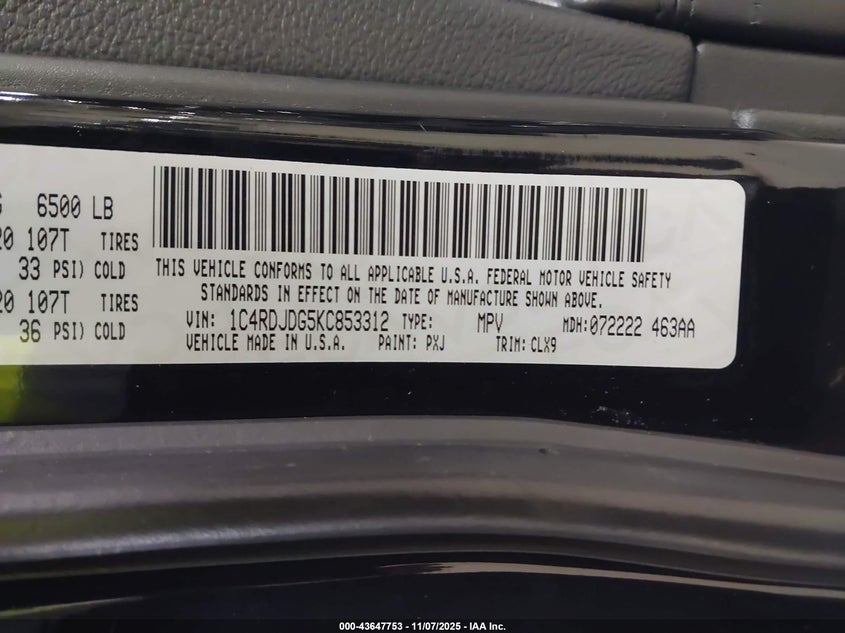 G 6500 LB
20 107T TIRES
33 PSI) COLD
20 107T TIRES
36 PSI) COLD
THIS VEHICLE CONFORMS TO ALL APPLICABLE U.S.A. FEDERAL MOTOR VEHICLE SAFETY
STANDARDS IN EFFECT ON THE DATE OF MANUFACTURE SHOWN ABOVE.
VIN: 1C4RDJDG5KC853312 TYPE: MPV MDH:072222 463AA
VEHICLE MADE IN U.S.A. PAINT: PXJ TRIM: CLX9
000-43647753 - 11/07/2025 - IAA Inc.